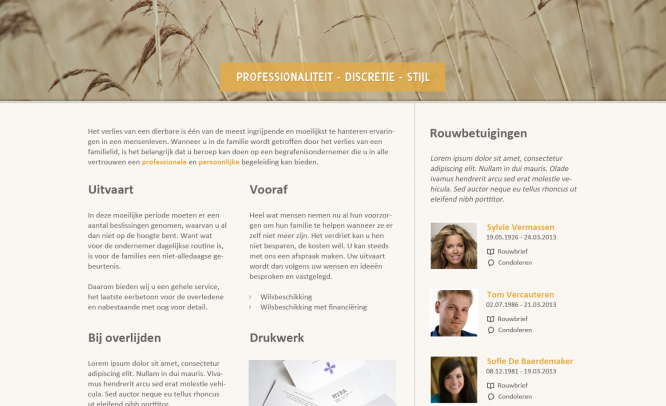 PROFESSIONALITEIT - DISCRETIE - STIJL
Het verlies van een dierbare is één van de meest ingrijpende en moeilijkst te hanteren ervarin-
gen in een mensenleven. Wanneer u in de familie wordt getroffen door het verlies van een
familielid, is het belangrijk dat u beroep kan doen op een begrafenisondernemer die u in alle
vertrouwen een professionele en persoonlijke begeleiding kan bieden.
Uitvaart
In deze moeilijke periode moeten er een
aantal beslissingen genomen, waarvan u al
dan niet op de hoogte bent. Want wat
voor de ondernemer dagelijkse routine is,
is voor de families een niet-alledaagse ge-
beurtenis.
Daarom bieden wij u een gehele service,
het laatste eerbetoon voor de overledene
en nabestaande met oog voor detail.
Vooraf
Heel wat mensen nemen nu al hun voorzor-
gen om hun familie te helpen wanneer ze er
zelf niet meer zijn. Het verdriet kan u hen
niet besparen, de kosten wél. U kan steeds
met ons een afspraak maken. Uw uitvaart
wordt dan volgens uw wensen en ideeën
besproken en vastgelegd.
Wilsbeschikking
Wilsbeschikking met financiëring
Bij overlijden
Lorem ipsum dolor sit amet, consectetur
adipiscing elit. Nullam in dui mauris. Viva-
mus hendrerit arcu sed erat molestie vehi-
cula. Sed auctor neque eu tellus rhoncus
ut eleifend nibh porttitor.
Drukwerk
Rouwbetuigingen
Lorem ipsum dolor sit amet, consectetur
adipiscing elit. Nullam in dui mauris. Olade
ivamus hendrerit arcu sed erat molestie ve-
hicula. Sed auctor neque eu tellus rhoncus ut
eleifend nibh porttitor.
Sylvie Vermassen
19.05.1926 - 24.03.2013
Rouwbrief
Condoleren
Tom Vercauteren
02.07.1986 - 21.03.2013
Rouwbrief
Condoleren
Sofie De Baerdemaker
08.12.1981 - 19.03.2013
Rouwbrief
Condoleren